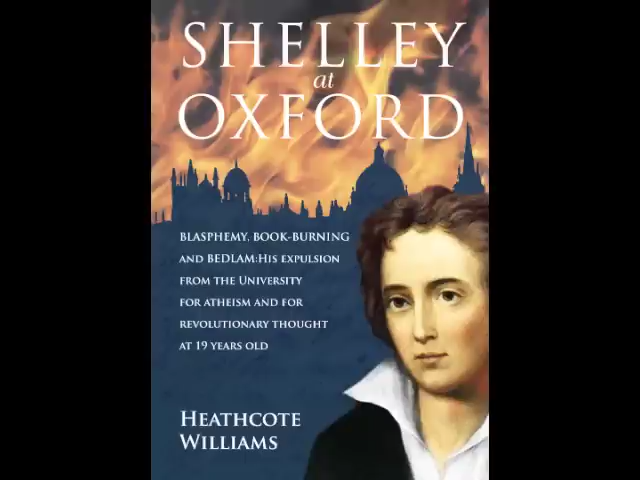 SHELLEY
at
OXFORD
BLASPHEMY, BOOK-BURNING
AND BEDLAM:HIS EXPULSION
FROM THE UNIVERSITY
FOR ATHEISM AND FOR
REVOLUTIONARY THOUGHT
AT 19 YEARS OLD
HEATHCOTE
WILLIAMS